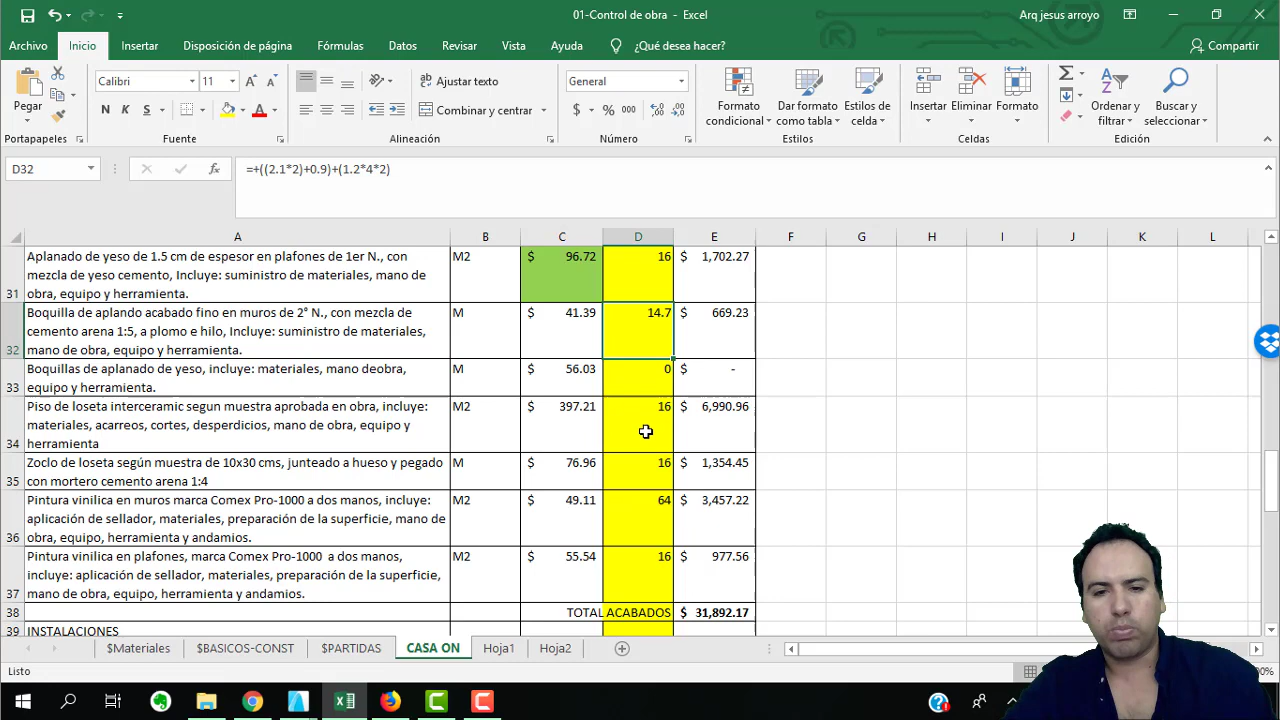 01-Control de obra - Excel
Arq jesus arroyo
Archivo Inicio Insertar Disposición de página Fórmulas Datos Revisar Vista Ayuda ¿Qué desea hacer? Compartir
Calibri 11
Ajustar texto
General
Pegar
N K S
Combinar y centrar
$ % 000
Formato condicional
Dar formato como tabla
Estilos de celda
Insertar
Eliminar
Formato
Ordenar y filtrar
Buscar y seleccionar
Portapapeles Fuente Alineación Número Estilos Celdas Edición
D32 fx =+((2.1*2)+0.9)+(1.2*4*2)
A B C D E F G H I J K L
Aplanado de yeso de 1.5 cm de espesor en plafones de 1er N., con M2 $ 96.72 16 $ 1,702.27
mezcla de yeso cemento, Incluye: suministro de materiales, mano de
31 obra, equipo y herramienta.
Boquilla de aplando acabado fino en muros de 2° N., con mezcla de M $ 41.39 14.7 $ 669.23
cemento arena 1:5, a plomo e hilo, Incluye: suministro de materiales,
32 mano de obra, equipo y herramienta.
Boquillas de aplanado de yeso, incluye: materiales, mano deobra, M $ 56.03 0 $ -
33 equipo y herramienta.
Piso de loseta interceramic segun muestra aprobada en obra, incluye: M2 $ 397.21 16 $ 6,990.96
materiales, acarreos, cortes, desperdicios, mano de obra, equipo y
34 herramienta
Zoclo de loseta según muestra de 10x30 cms, junteado a hueso y pegado M $ 76.96 16 $ 1,354.45
35 con mortero cemento arena 1:4
Pintura vinilica en muros marca Comex Pro-1000 a dos manos, incluye: M2 $ 49.11 64 $ 3,457.22
aplicación de sellador, materiales, preparación de la superficie, mano de
36 obra, equipo, herramienta y andamios.
Pintura vinilica en plafones, marca Comex Pro-1000 a dos manos, M2 $ 55.54 16 $ 977.56
incluye: aplicación de sellador, materiales, preparación de la superficie,
37 mano de obra, equipo, herramienta y andamios.
38 TOTAL ACABADOS $ 31,892.17
39 INSTALACIONES
$Materiales $BASICOS-CONST $PARTIDAS CASA ON Hoja1 Hoja2
Listo